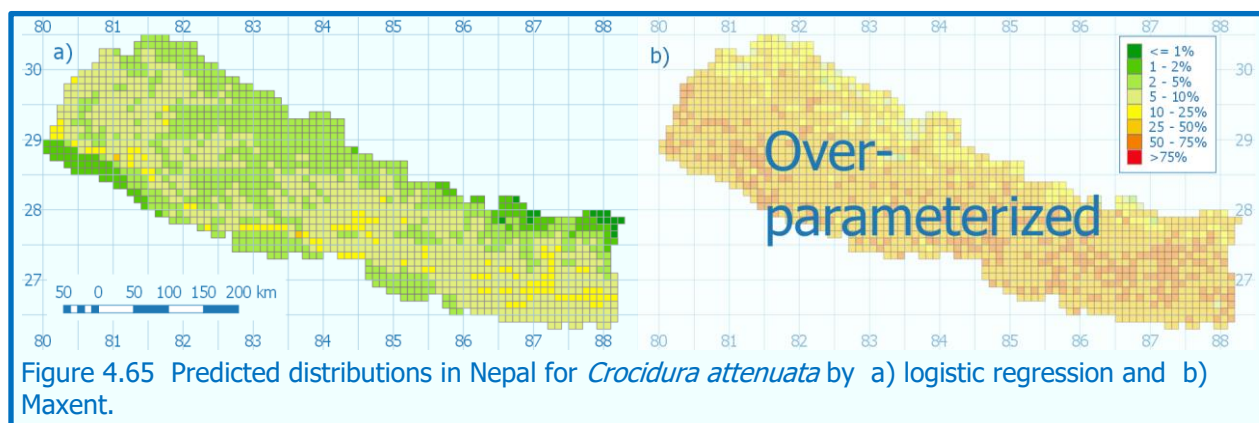 80 81 82 83 84 85 86 87 88 80 81 82 83 84 85 86 87 88
a)
b)
<= 1%
1 - 2%
2 - 5%
5 - 10%
10 - 25%
25 - 50%
50 - 75%
>75%
30 30
29 29
28 28
27 27
Over-
parameterized
50 0 50 100 150 200 km
80 81 82 83 84 85 86 87 88 80 81 82 83 84 85 86 87 88
Figure 4.65 Predicted distributions in Nepal for Crocidura attenuata by a) logistic regression and b)
Maxent.